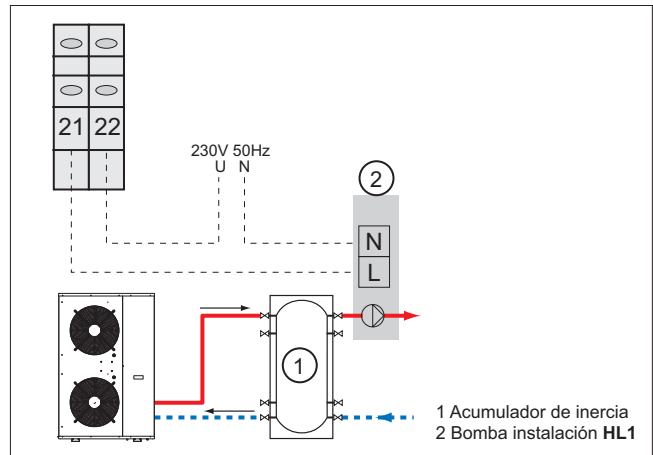 21 22
230V 50Hz
U N
2
N
L
1
1 Acumulador de inercia
2 Bomba instalación HL1